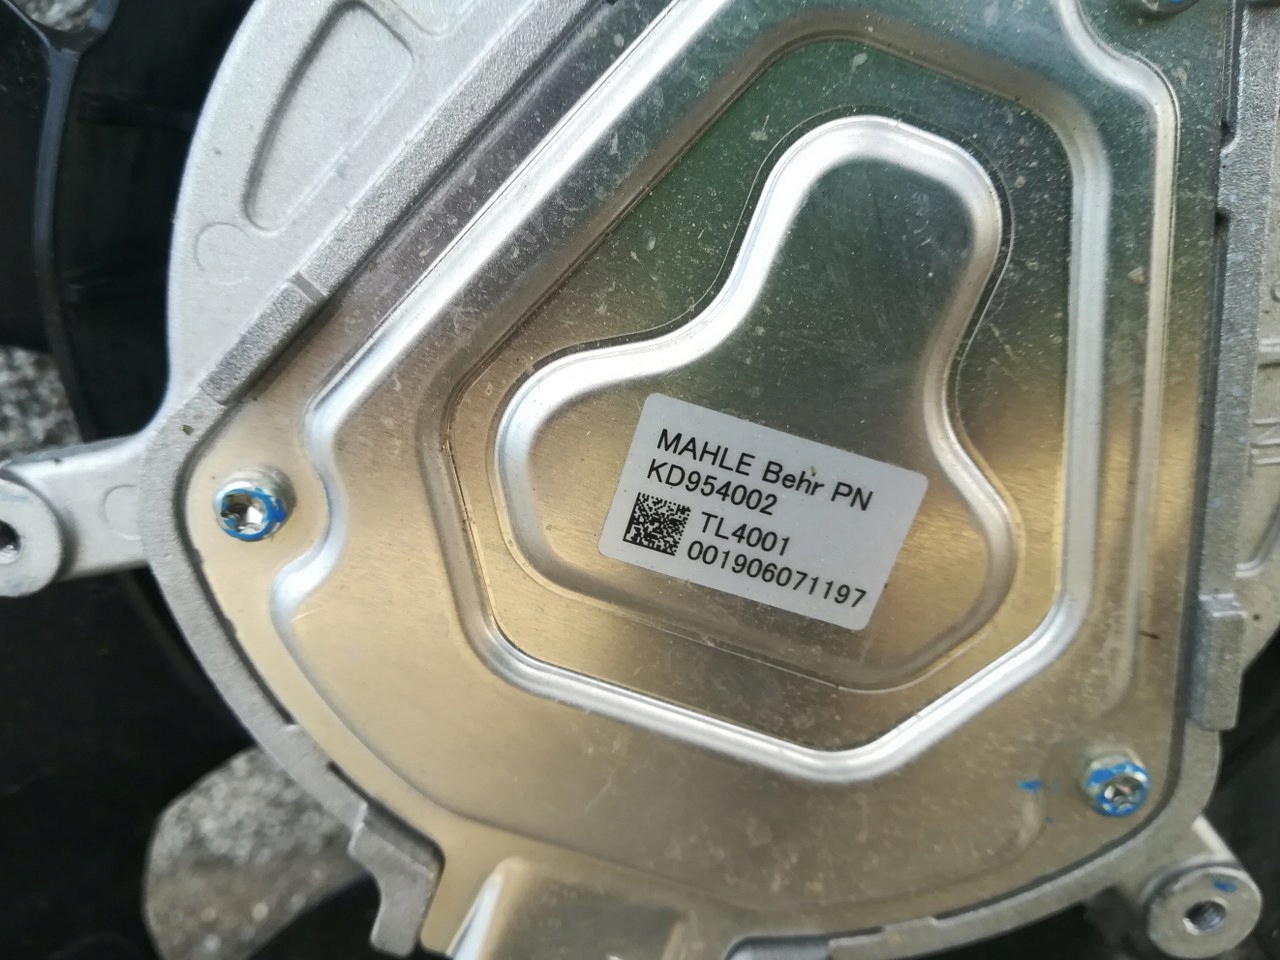 MAHLE Behr PN
KD954002
TL4001
001906071197